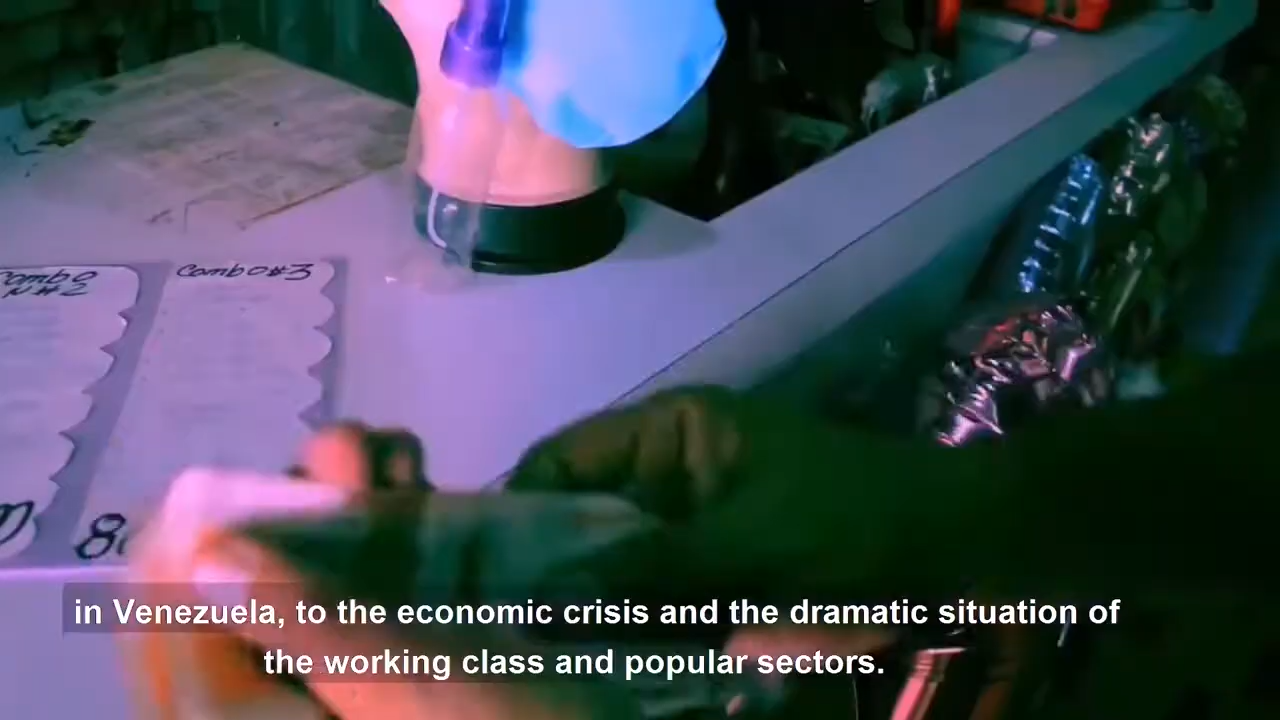 Combo
N#2
Combo#3
in Venezuela, to the economic crisis and the dramatic situation of
the working class and popular sectors.